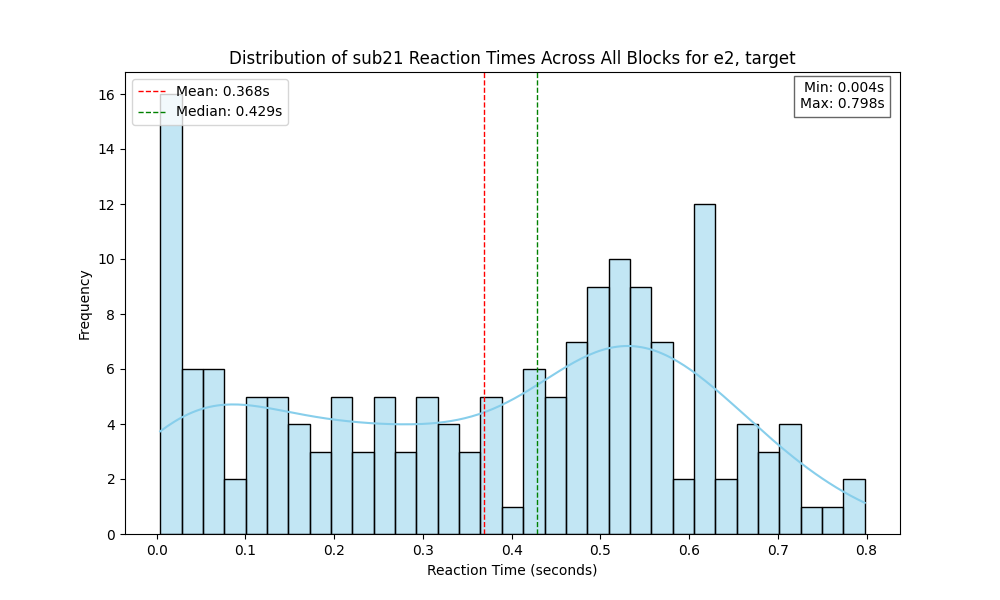 Distribution of sub21 Reaction Times Across All Blocks for e2, target
Mean: 0.368s
Median: 0.429s
Min: 0.004s
Max: 0.798s
Frequency
16
14
12
10
8
6
4
2
0
0.0 0.1 0.2 0.3 0.4 0.5 0.6 0.7 0.8
Reaction Time (seconds)